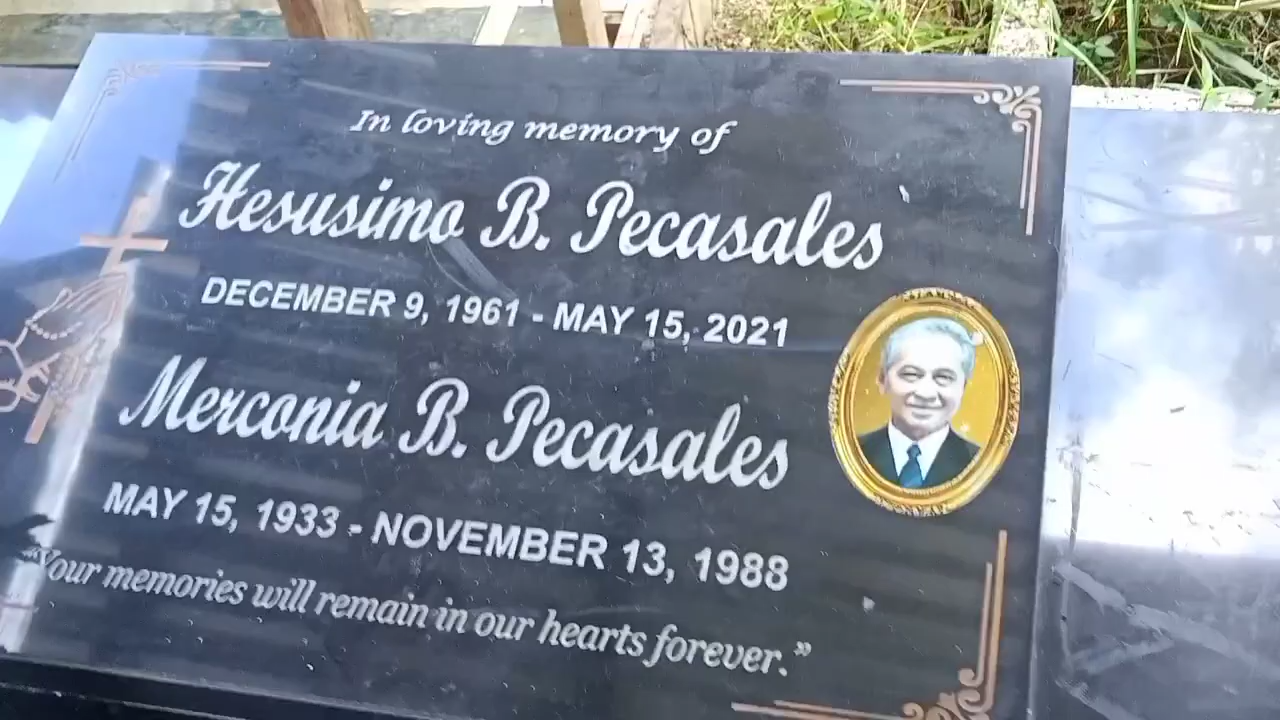 In loving memory of
Hesusimo B. Pecasales
DECEMBER 9, 1961 - MAY 15, 2021
Merconia B. Pecasales
MAY 15, 1933 - NOVEMBER 13, 1988
"Your memories will remain in our hearts forever."